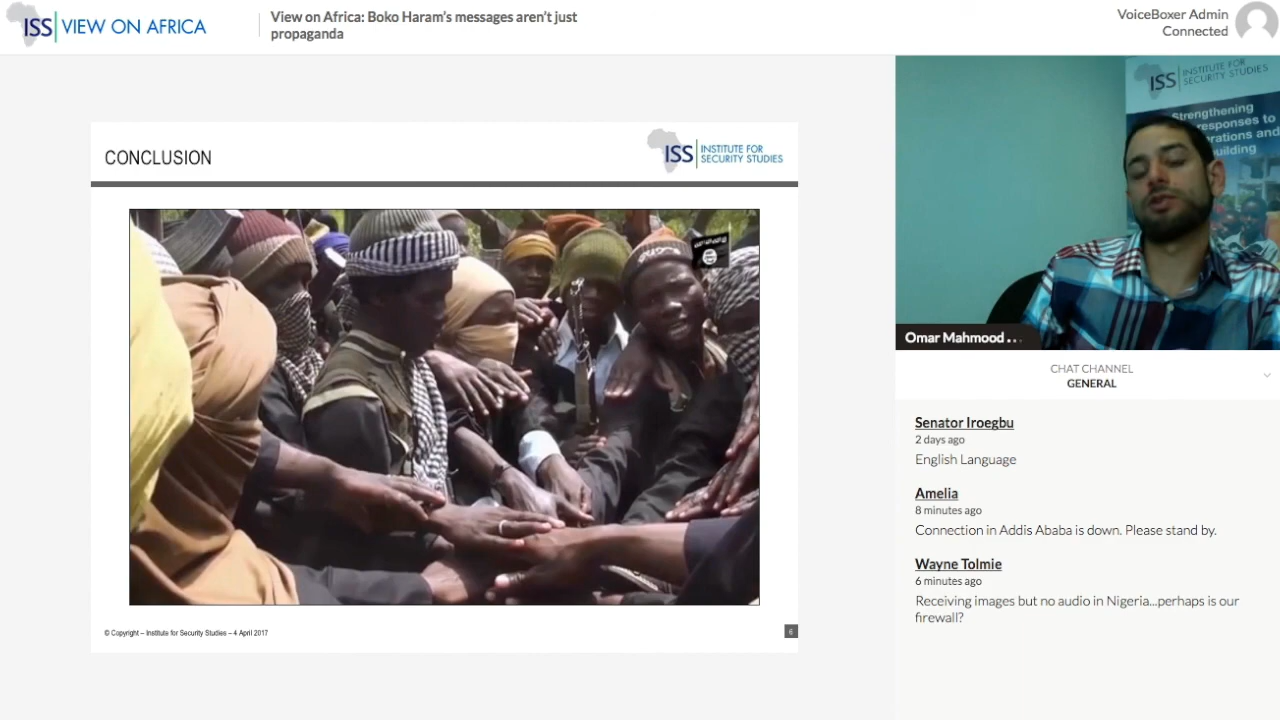 ISS VIEW ON AFRICA
View on Africa: Boko Haram's messages aren't just
propaganda
VoiceBoxer Admin
Connected
CONCLUSION
ISS INSTITUTE FOR
SECURITY STUDIES
© Copyright – Institute for Security Studies – 4 April 2017
6
ISS INSTITUTE FOR
SECURITY STUDIES
Strengthening
responses to
Omar Mahmood . . .
CHAT CHANNEL
GENERAL
Senator Iroegbu
2 days ago
English Language
Amelia
8 minutes ago
Connection in Addis Ababa is down. Please stand by.
Wayne Tolmie
6 minutes ago
Receiving images but no audio in Nigeria...perhaps is our
firewall?